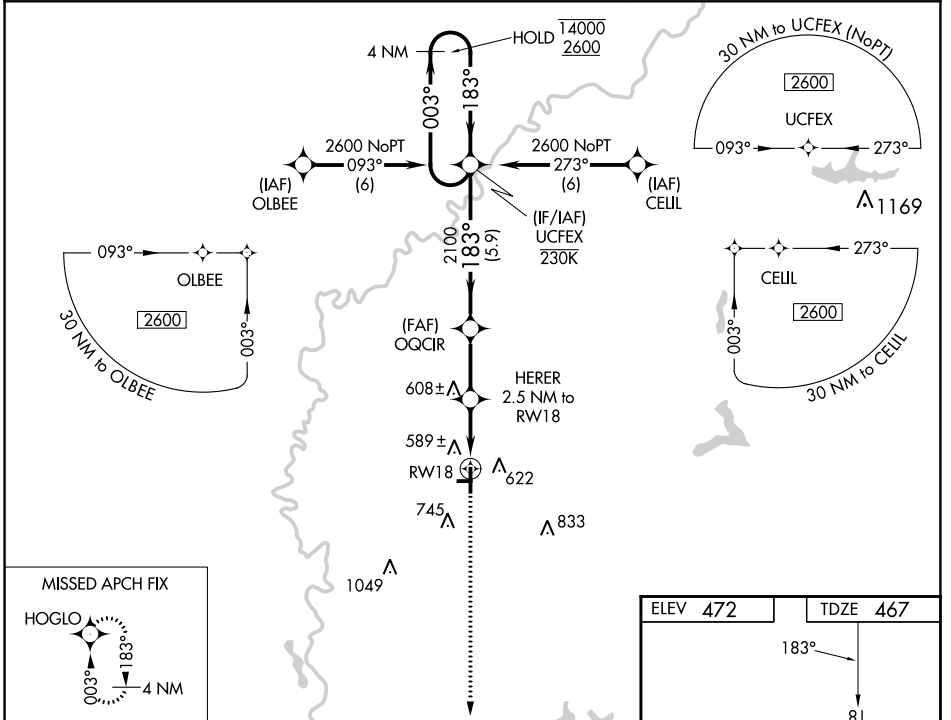 4 NM
HOLD
14000
2600
003°
183°
30 NM to UCFEX (NoPT)
2600
UCFEX
093°
273°
1169
2600 NoPT
093°
(6)
(IAF)
OLBEE
2600 NoPT
273°
(6)
(IAF)
CELIL
(IF/IAF)
UCFEX
230K
2100
183°
(5.9)
093°
OLBEE
2600
003°
30 NM to OLBEE
273°
CELIL
2600
003°
30 NM to CELIL
(FAF)
OQCIR
608±
HERER
2.5 NM to
RW18
589±
RW18
622
745
833
1049
MISSED APCH FIX
HOGLO
003°
183°
4 NM
ELEV 472
TDZE 467
183°